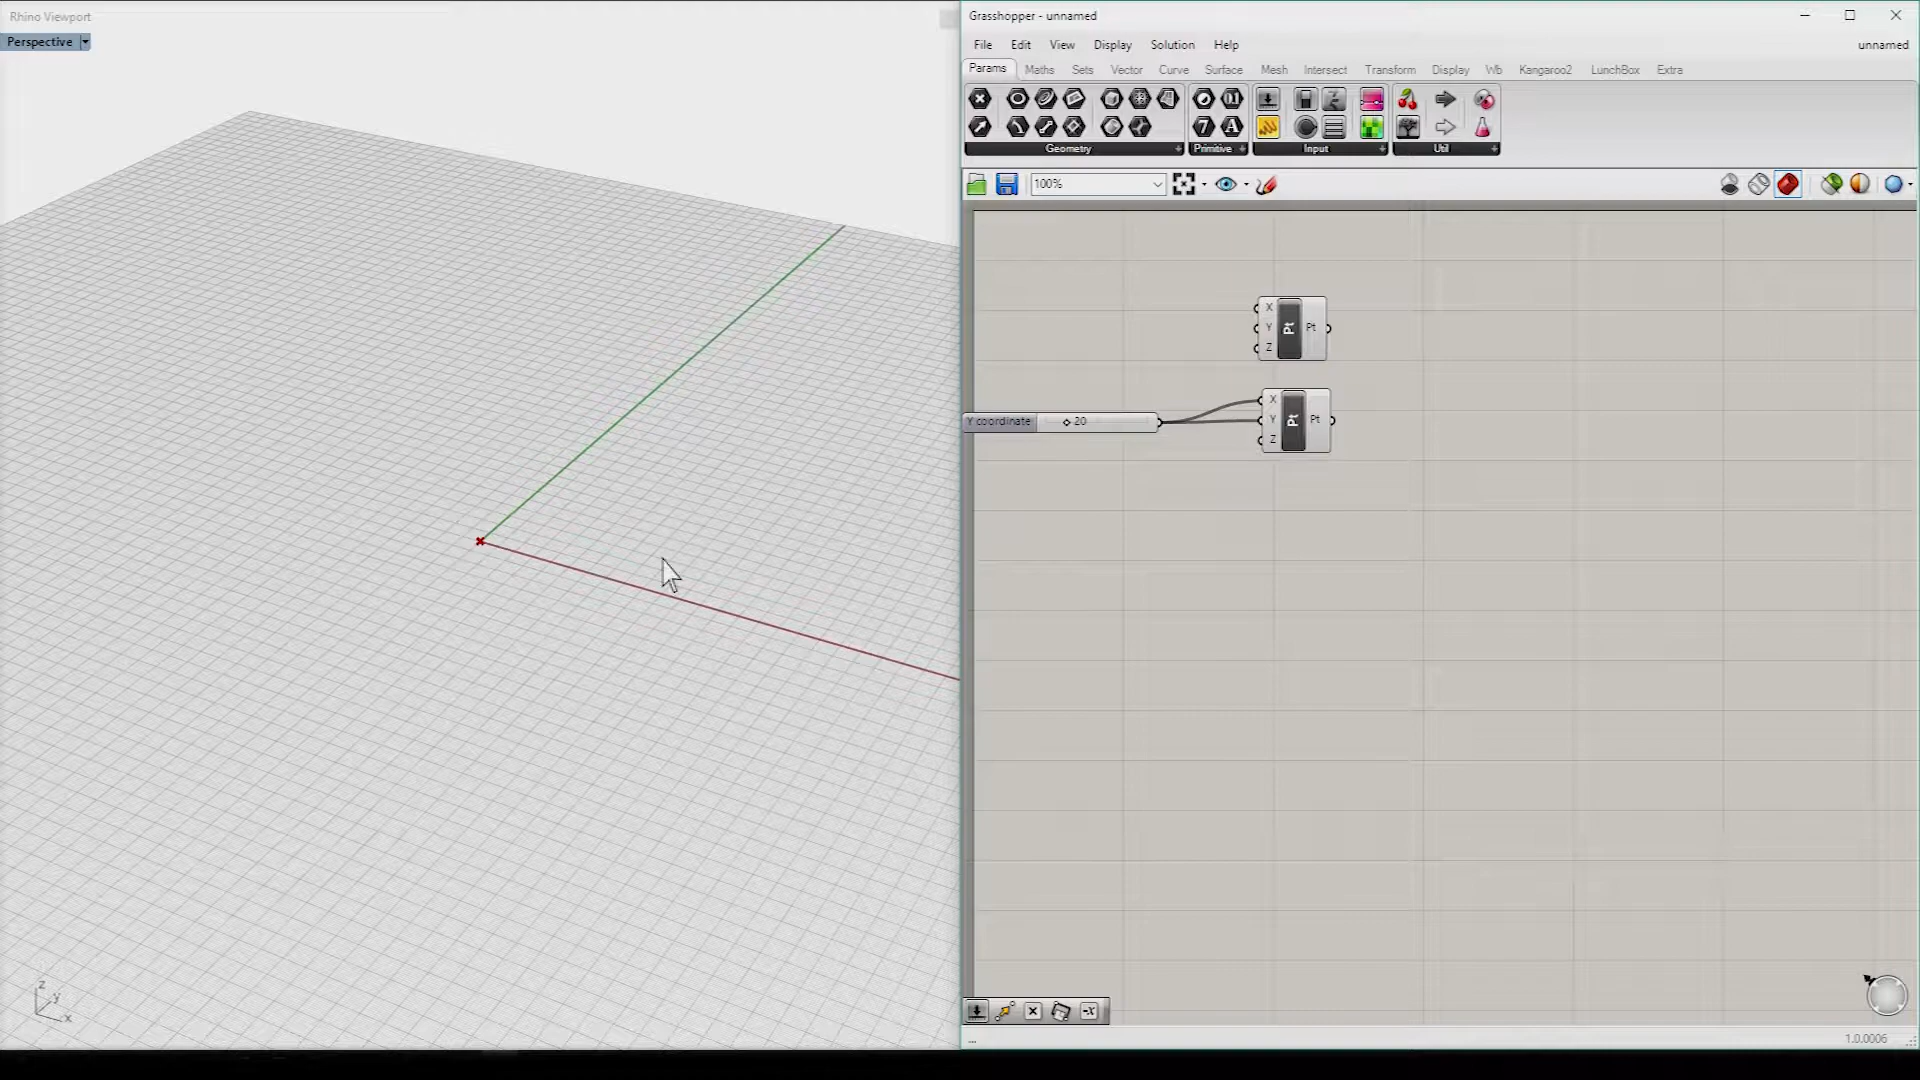 Rhino Viewport
Perspective
Grasshopper - unnamed
File Edit View Display Solution Help
unnamed
Params Maths Sets Vector Curve Surface Mesh Intersect Transform Display Wb Kangaroo2 LunchBox Extra
Geometry Primitive Input Util
100%
X
Y Pt Pt
Z
Y coordinate 20
X
Y Pt Pt
Z
z
y
x
...
1.0.0006